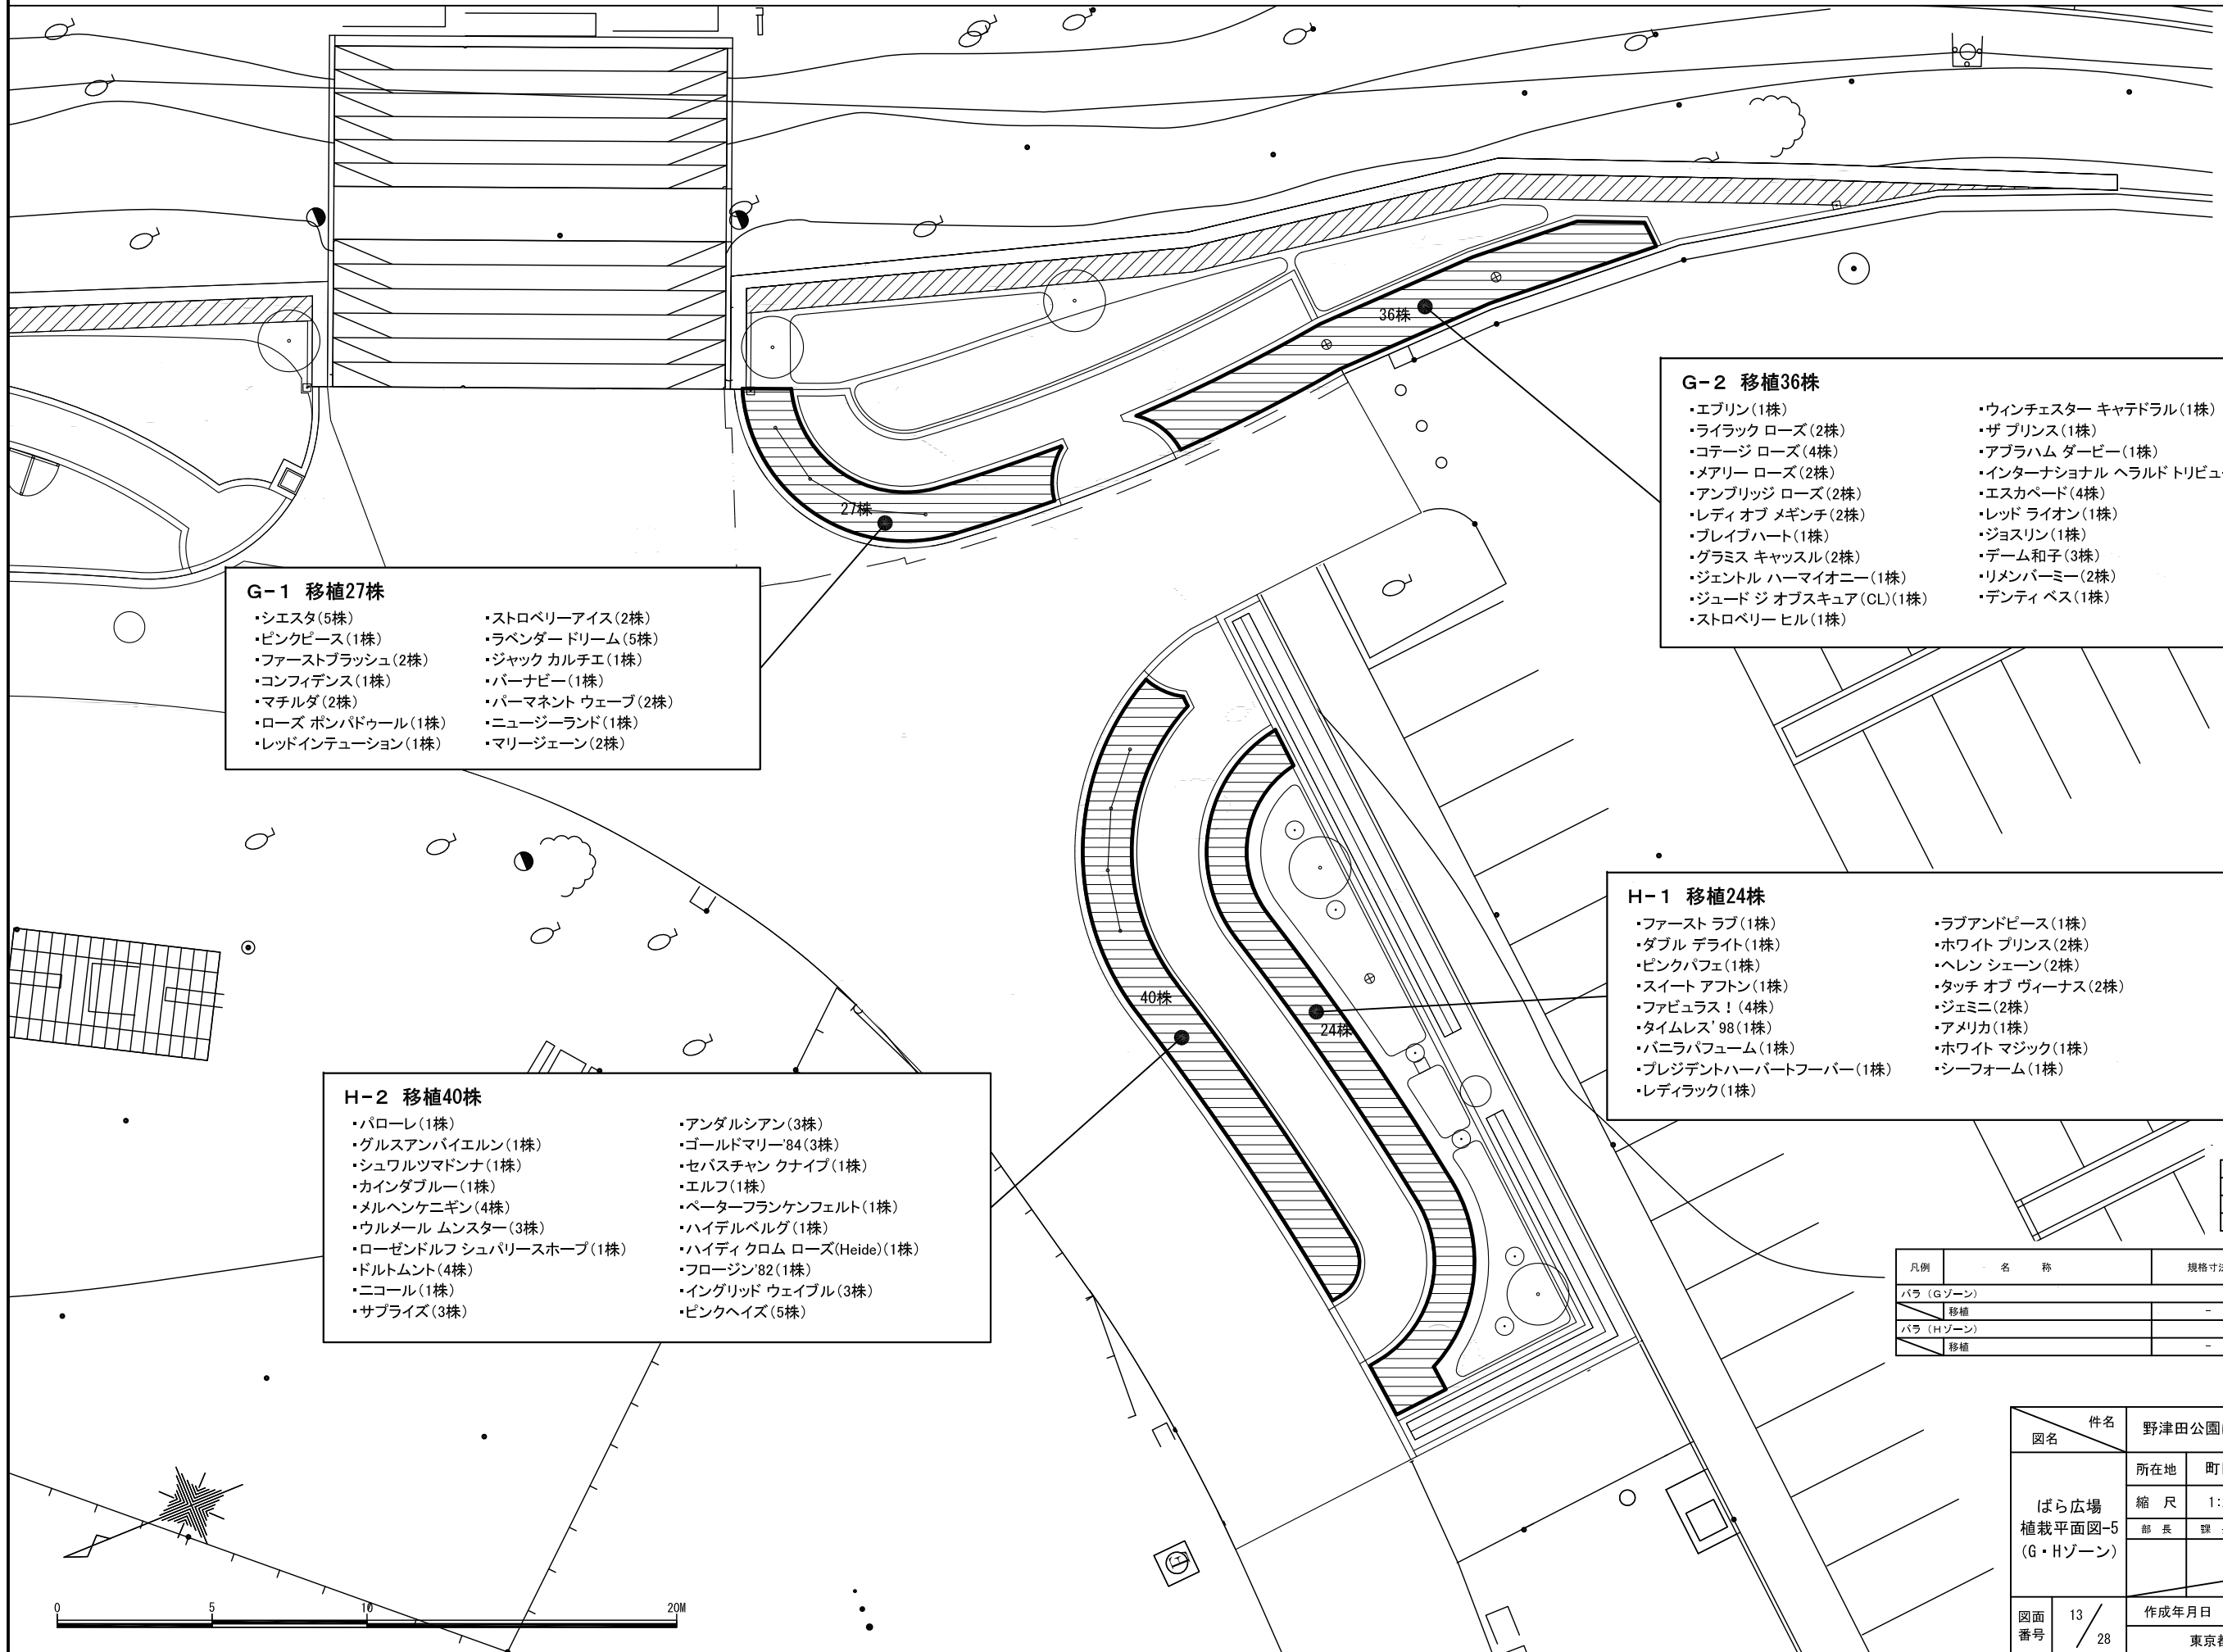 36株
27株
G-2 移植36株
・エブリン(1株)
・ライラック ローズ(2株)
・コテージ ローズ(4株)
・メアリー ローズ(2株)
・アンブリッジ ローズ(2株)
・レディ オブ メギンチ(2株)
・ブレイブハート(1株)
・グラミス キャッスル(2株)
・ジェントル ハーマイオニー(1株)
・ジュード ジ オブスキュア(CL)(1株)
・ストロベリー ヒル(1株)
・ウィンチェスター キャテドラル(1株)
・ザ プリンス(1株)
・アブラハム ダービー(1株)
・インターナショナル ヘラルド トリビュ
・エスカペード(4株)
・レッド ライオン(1株)
・ジョスリン(1株)
・デーム和子(3株)
・リメンバーミー(2株)
・デンティ ベス(1株)
G-1 移植27株
・シエスタ(5株)
・ピンクピース(1株)
・ファーストブラッシュ(2株)
・コンフィデンス(1株)
・マチルダ(2株)
・ローズ ポンパドゥール(1株)
・レッドインテューション(1株)
・ストロベリーアイス(2株)
・ラベンダー ドリーム(5株)
・ジャック カルチエ(1株)
・バーナビー(1株)
・パーマネント ウェーブ(2株)
・ニュージーランド(1株)
・マリージェーン(2株)
40株
24株
H-1 移植24株
・ファースト ラブ(1株)
・ダブル デライト(1株)
・ピンクパフェ(1株)
・スイート アフトン(1株)
・ファビュラス!(4株)
・タイムレス'98(1株)
・バニラパフューム(1株)
・プレジデントハーバートフーバー(1株)
・レディラック(1株)
・ラブアンドピース(1株)
・ホワイト プリンス(2株)
・ヘレン シェーン(2株)
・タッチ オブ ヴィーナス(2株)
・ジェミニ(2株)
・アメリカ(1株)
・ホワイト マジック(1株)
・シーフォーム(1株)
H-2 移植40株
・パローレ(1株)
・グルスアンバイエルン(1株)
・シュワルツマドンナ(1株)
・カインダブルー(1株)
・メルヘンケニギン(4株)
・ウルメール ムンスター(3株)
・ローゼンドルフ シュパリースホープ(1株)
・ドルトムント(4株)
・ニコール(1株)
・サプライズ(3株)
・アンダルシアン(3株)
・ゴールドマリー'84(3株)
・セバスチャン クナイプ(1株)
・エルフ(1株)
・ペーターフランケンフェルト(1株)
・ハイデルベルグ(1株)
・ハイディ クロム ローズ(Heide)(1株)
・フロージン'82(1株)
・イングリッド ウェイブル(3株)
・ピンクヘイズ(5株)
凡例 名 称 規格寸
バラ(Gゾーン)
移植 -
バラ(Hゾーン)
移植 -
件名 野津田公園
図名
所在地 町
縮 尺 1:
部 長 課
ばら広場
植栽平面図-5
(G・Hゾーン)
図面番号 13/28
作成年月日
東京都
0 5 10 20M